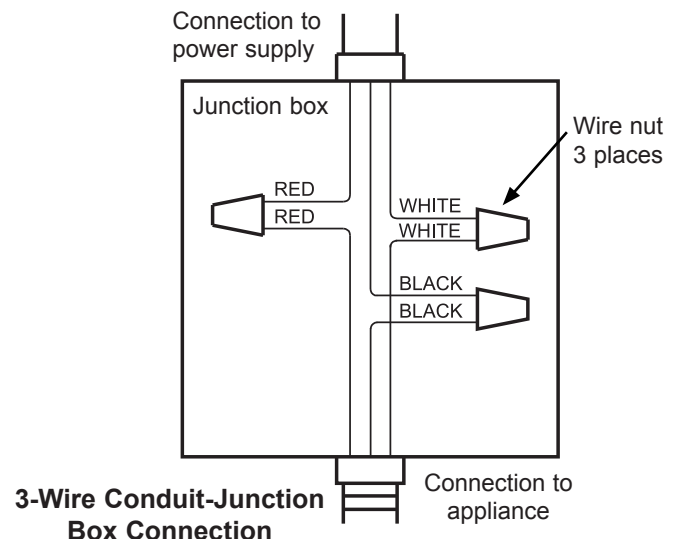 Connection to
power supply
Junction box
Wire nut
3 places
RED
RED
WHITE
WHITE
BLACK
BLACK
Connection to
appliance
3-Wire Conduit-Junction
Box Connection